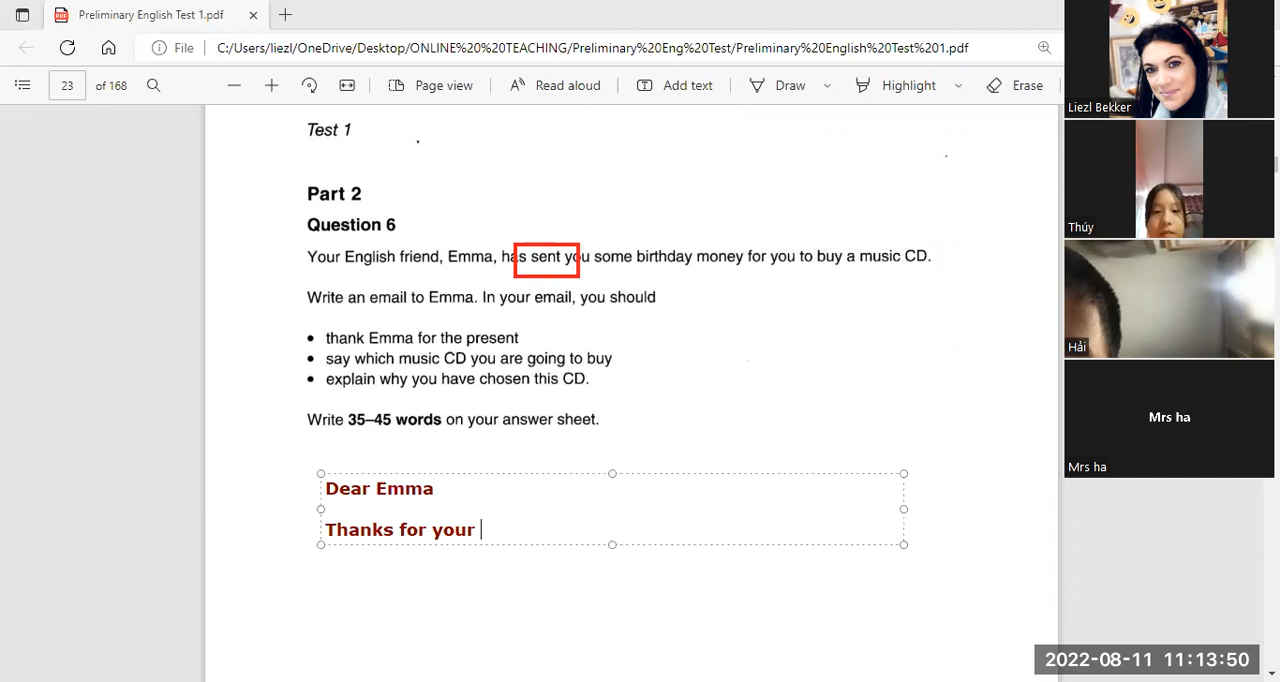 Preliminary English Test 1.pdf
File
C:/Users/liezl/OneDrive/Desktop/ONLINE%20%20TEACHING/Preliminary%20Eng%20Test/Preliminary%20English%20Test%201.pdf
23 of 168
Page view
Read aloud
Add text
Draw
Highlight
Erase
Liezl Bekker
Thúy
Hải
Mrs ha
Mrs ha
Test 1
Part 2
Question 6
Your English friend, Emma, has sent you some birthday money for you to buy a music CD.
Write an email to Emma. In your email, you should
• thank Emma for the present
• say which music CD you are going to buy
• explain why you have chosen this CD.
Write 35–45 words on your answer sheet.
Dear Emma
Thanks for your
2022-08-11 11:13:50